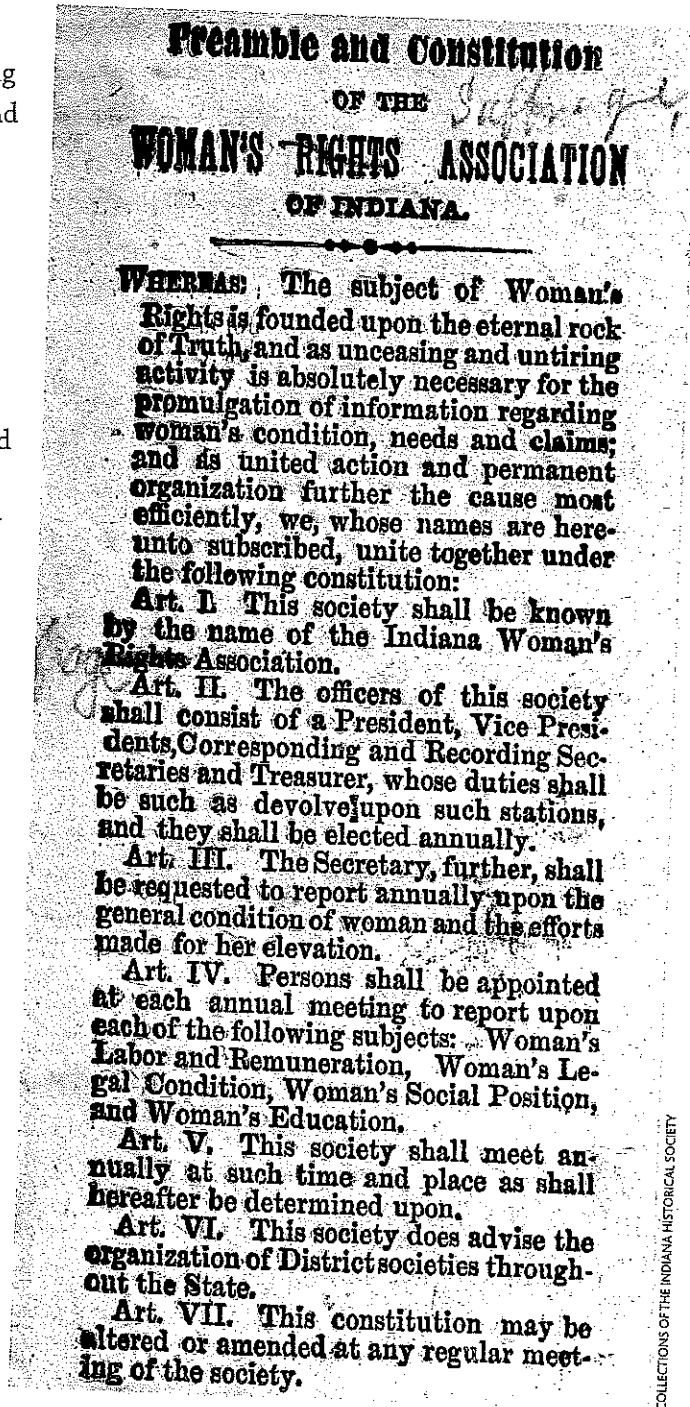 Preamble and Constitution
OF THE
Suffrage,
WOMAN'S RIGHTS ASSOCIATION
OF INDIANA.
WHEREAS: The subject of Woman's
Rights is founded upon the eternal rock
of Truth, and as unceasing and untiring
activity is absolutely necessary for the
promulgation of information regarding
woman's condition, needs and claims;
and as united action and permanent
organization further the cause most
efficiently, we, whose names are here-
unto subscribed, unite together under
the following constitution:
Art. I. This society shall be known
by the name of the Indiana Woman's
Rights Association.
Art. II. The officers of this society
shall consist of a President, Vice Presi-
dents, Corresponding and Recording Sec-
retaries and Treasurer, whose duties shall
be such as devolve upon such stations,
and they shall be elected annually.
Art. III. The Secretary, further, shall
be requested to report annually upon the
general condition of woman and the efforts
made for her elevation.
Art. IV. Persons shall be appointed
at each annual meeting to report upon
each of the following subjects: Woman's
Labor and Remuneration, Woman's Le-
gal Condition, Woman's Social Position,
and Woman's Education.
Art. V. This society shall meet an-
nually at such time and place as shall
hereafter be determined upon.
Art. VI. This society does advise the
organization of District societies through-
out the State.
Art. VII. This constitution may be
altered or amended at any regular meet-
ing of the society.
COLLECTIONS OF THE INDIANA HISTORICAL SOCIETY